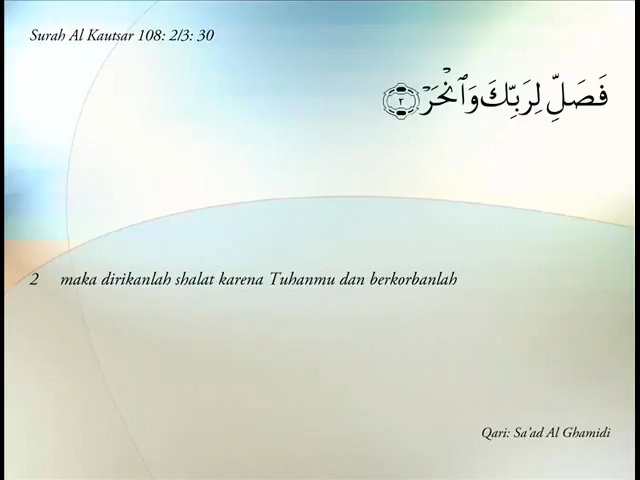 Surah Al Kautsar 108: 2/3: 30
فَصَلِّ لِرَبِّكَ وَٱنْحَرْ ٢
2 maka dirikanlah shalat karena Tuhanmu dan berkorbanlah
Qari: Sa'ad Al Ghamidi